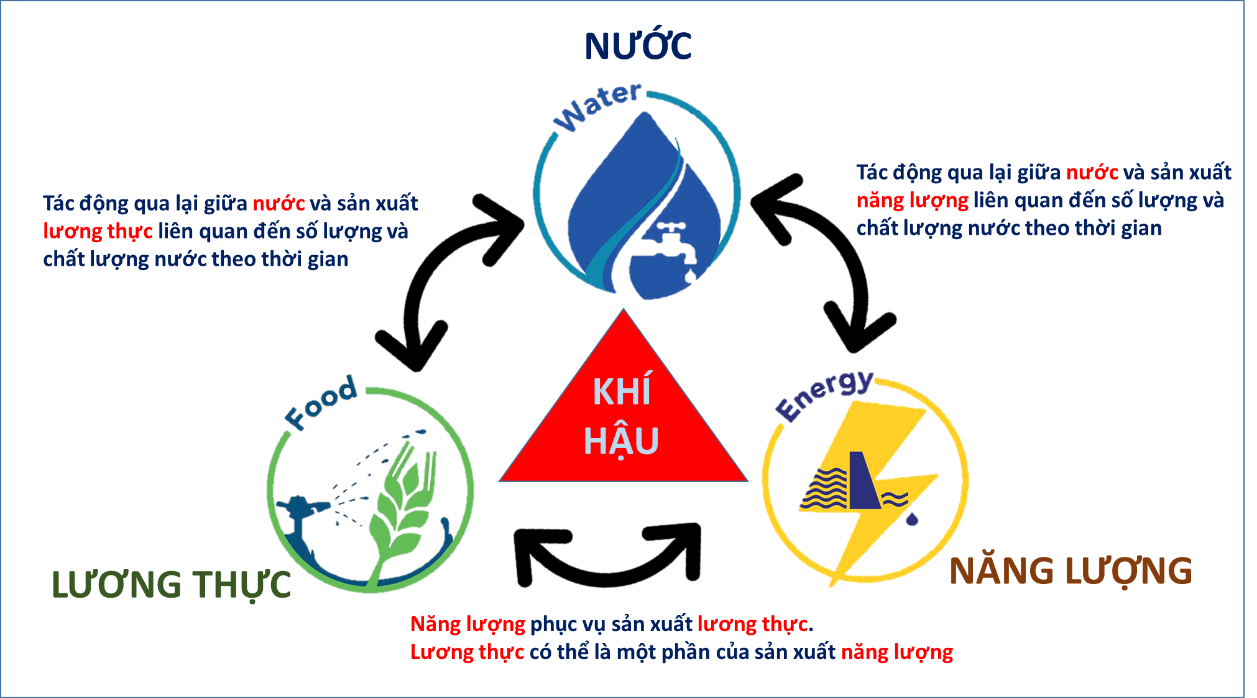 NƯỚC
Water
Tác động qua lại giữa nước và sản xuất
lương thực liên quan đến số lượng và
chất lượng nước theo thời gian
Tác động qua lại giữa nước và sản xuất
năng lượng liên quan đến số lượng và
chất lượng nước theo thời gian
KHÍ
HẬU
Food
Energy
LƯƠNG THỰC
NĂNG LƯỢNG
Năng lượng phục vụ sản xuất lương thực.
Lương thực có thể là một phần của sản xuất năng lượng